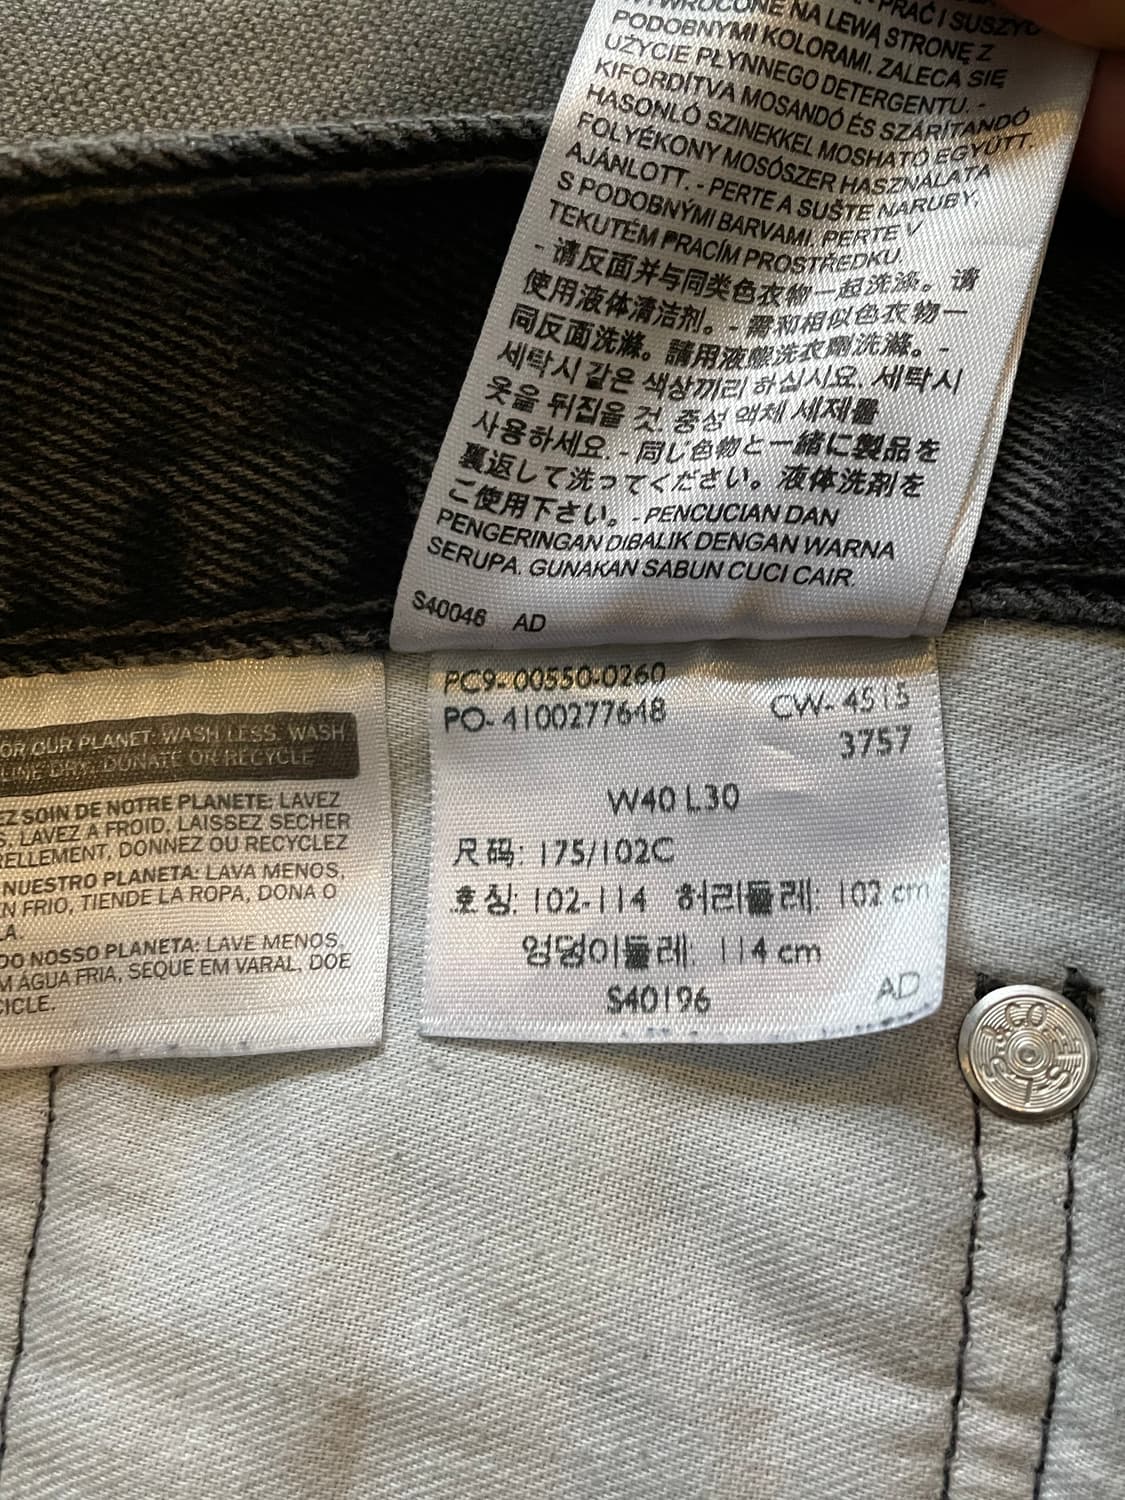 WRÓCONE NA LEWĄ STRONĘ Z
PODOBNYMI KOLORAMI. ZALECA SIĘ
UŻYCIE PŁYNNEGO DETERGENTU. -
KIFORDÍTVA MOSANDÓ ÉS SZÁRÍTANDÓ
HASONLÓ SZINEKKEL MOSHATÓ EGYÜTT.
FOLYÉKONY MOSÓSZER HASZNÁLATA
AJÁNLOTT. - PERTE A SUŠTE NARUBY,
S PODOBNÝMI BARVAMI. PERTE V
TEKUTÉM PRACÍM PROSTŘEDKU.
- 请反面并与同类色衣物一起洗涤。请
使用液体清洁剂。- 需和相似色衣物一
同反面洗滌。請用液態洗衣劑洗滌。-
세탁시 같은 색상끼리 하십시요. 세탁시
옷을 뒤집을 것. 중성 액체 세제를
사용하세요. - 同じ色物と一緒に製品を
裏返して洗ってください。液体洗剤を
ご使用下さい。- PENCUCIAN DAN
PENGERINGAN DIBALIK DENGAN WARNA
SERUPA. GUNAKAN SABUN CUCI CAIR.
S40046 AD
OR OUR PLANET: WASH LESS, WASH
LINE DRY, DONATE OR RECYCLE
EZ SOIN DE NOTRE PLANETE: LAVEZ
S, LAVEZ A FROID, LAISSEZ SECHER
RELLEMENT, DONNEZ OU RECYCLEZ
NUESTRO PLANETA: LAVA MENOS,
N FRIO, TIENDE LA ROPA, DONA O
LA.
DO NOSSO PLANETA: LAVE MENOS,
M ÁGUA FRIA, SEQUE EM VARAL, DOE
CICLE.
PC9-00550-0260
PO-4100277648 CW-4515
3757
W40 L30
尺码: 175/102C
호칭: 102-114 허리둘레: 102 cm
엉덩이둘레: 114 cm
S40196 AD